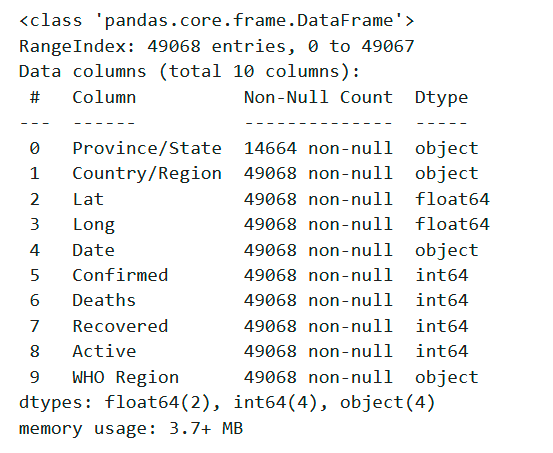 <class 'pandas.core.frame.DataFrame'>
RangeIndex: 49068 entries, 0 to 49067
Data columns (total 10 columns):
 #   Column          Non-Null Count  Dtype
---  ------          --------------  -----
 0   Province/State  14664 non-null  object
 1   Country/Region  49068 non-null  object
 2   Lat             49068 non-null  float64
 3   Long            49068 non-null  float64
 4   Date            49068 non-null  object
 5   Confirmed       49068 non-null  int64
 6   Deaths          49068 non-null  int64
 7   Recovered       49068 non-null  int64
 8   Active          49068 non-null  int64
 9   WHO Region      49068 non-null  object
dtypes: float64(2), int64(4), object(4)
memory usage: 3.7+ MB